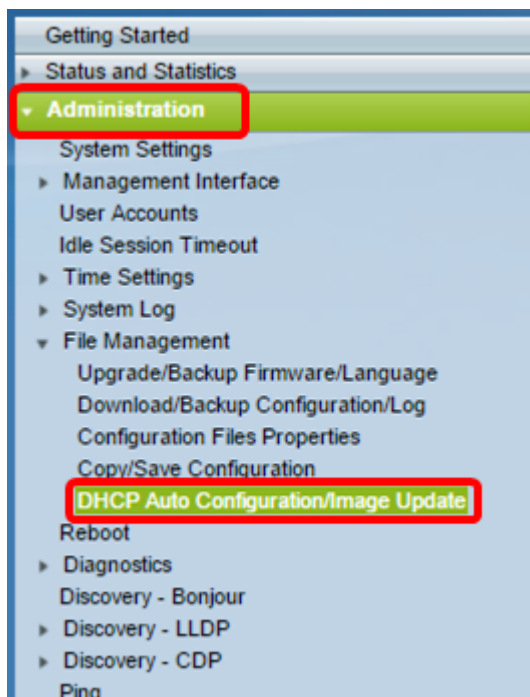 Getting Started
Status and Statistics
Administration
System Settings
Management Interface
User Accounts
Idle Session Timeout
Time Settings
System Log
File Management
Upgrade/Backup Firmware/Language
Download/Backup Configuration/Log
Configuration Files Properties
Copy/Save Configuration
DHCP Auto Configuration/Image Update
Reboot
Diagnostics
Discovery - Bonjour
Discovery - LLDP
Discovery - CDP
Ping